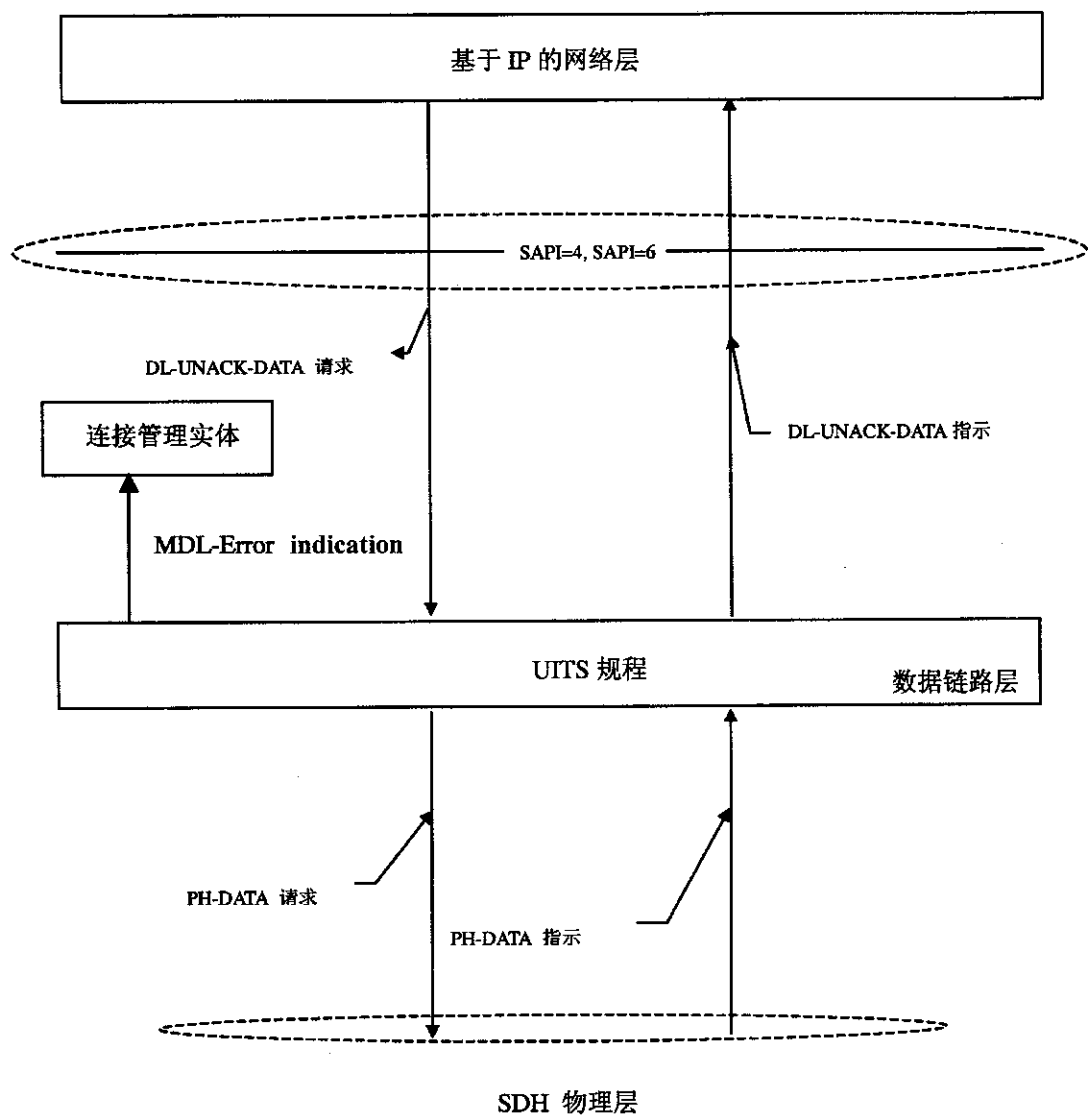 基于 IP 的网络层
SAPI=4, SAPI=6
DL-UNACK-DATA 请求
连接管理实体
DL-UNACK-DATA 指示
MDL-Error indication
UITS 规程
数据链路层
PH-DATA 请求
PH-DATA 指示
SDH 物理层